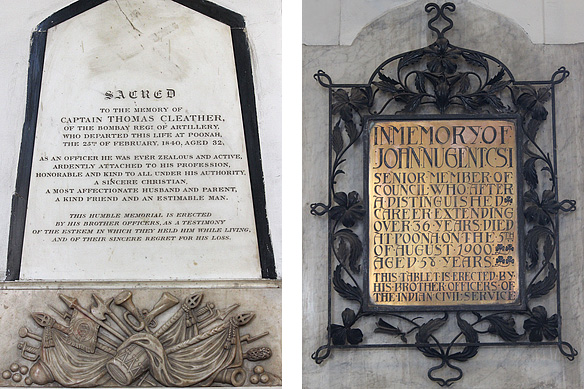 SACRED
TO THE MEMORY OF
CAPTAIN THOMAS CLEATHER,
OF THE BOMBAY REGT OF ARTILLERY,
WHO DEPARTED THIS LIFE AT POONAH,
THE 25TH OF FEBRUARY, 1840, AGED 32,
AS AN OFFICER HE WAS EVER ZEALOUS AND ACTIVE,
ARDENTLY ATTACHED TO HIS PROFESSION,
HONORABLE AND KIND TO ALL UNDER HIS AUTHORITY,
A SINCERE CHRISTIAN,
A MOST AFFECTIONATE HUSBAND AND PARENT,
A KIND FRIEND AND AN ESTIMABLE MAN.
THIS HUMBLE MEMORIAL IS ERECTED
BY HIS BROTHER OFFICERS, AS A TESTIMONY
OF THE ESTEEM IN WHICH THEY HELD HIM WHILE LIVING,
AND OF THEIR SINCERE REGRET FOR HIS LOSS.
IN MEMORY OF
JOHN NUGENT C.S.I
SENIOR MEMBER OF
COUNCIL·WHO AFTER
A DISTINGUISHED
CAREER EXTENDING
OVER 36 YEARS DIED
AT POONA ON THE 3RD
OF AUGUST 1900
AGED 58 YEARS.
THIS TABLE IS ERECTED BY
HIS BROTHER OFFICERS OF
THE INDIAN CIVIL SERVICE